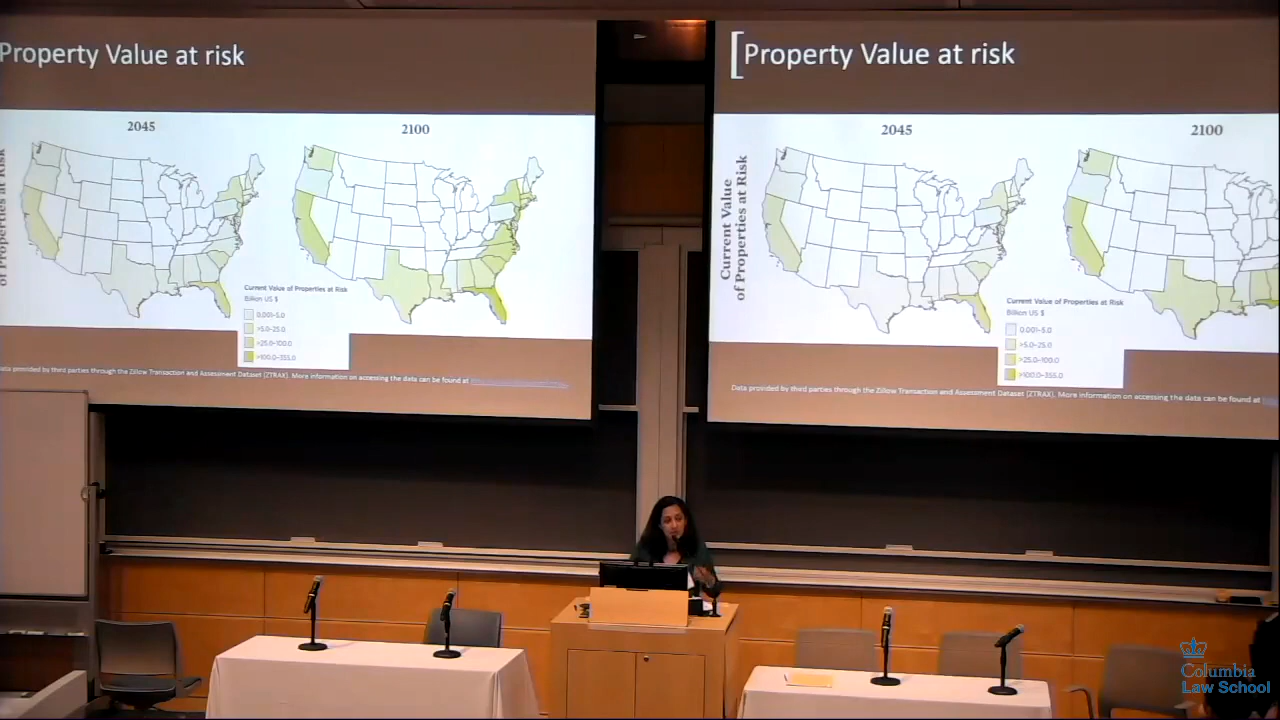 Property Value at risk
2045
2100
of Properties at Risk
Current Value of Properties at Risk
Billion US $
0.001–5.0
>5.0–25.0
>25.0–100.0
>100.0–355.0
data provided by third parties through the Zillow Transaction and Assessment Dataset (ZTRAX). More information on accessing the data can be found at
[Property Value at risk
2045
2100
Current Value
of Properties at Risk
Current Value of Properties at Risk
Billion US $
0.001–5.0
>5.0–25.0
>25.0–100.0
>100.0–355.0
Data provided by third parties through the Zillow Transaction and Assessment Dataset (ZTRAX). More information on accessing the data can be found at
Columbia
Law School